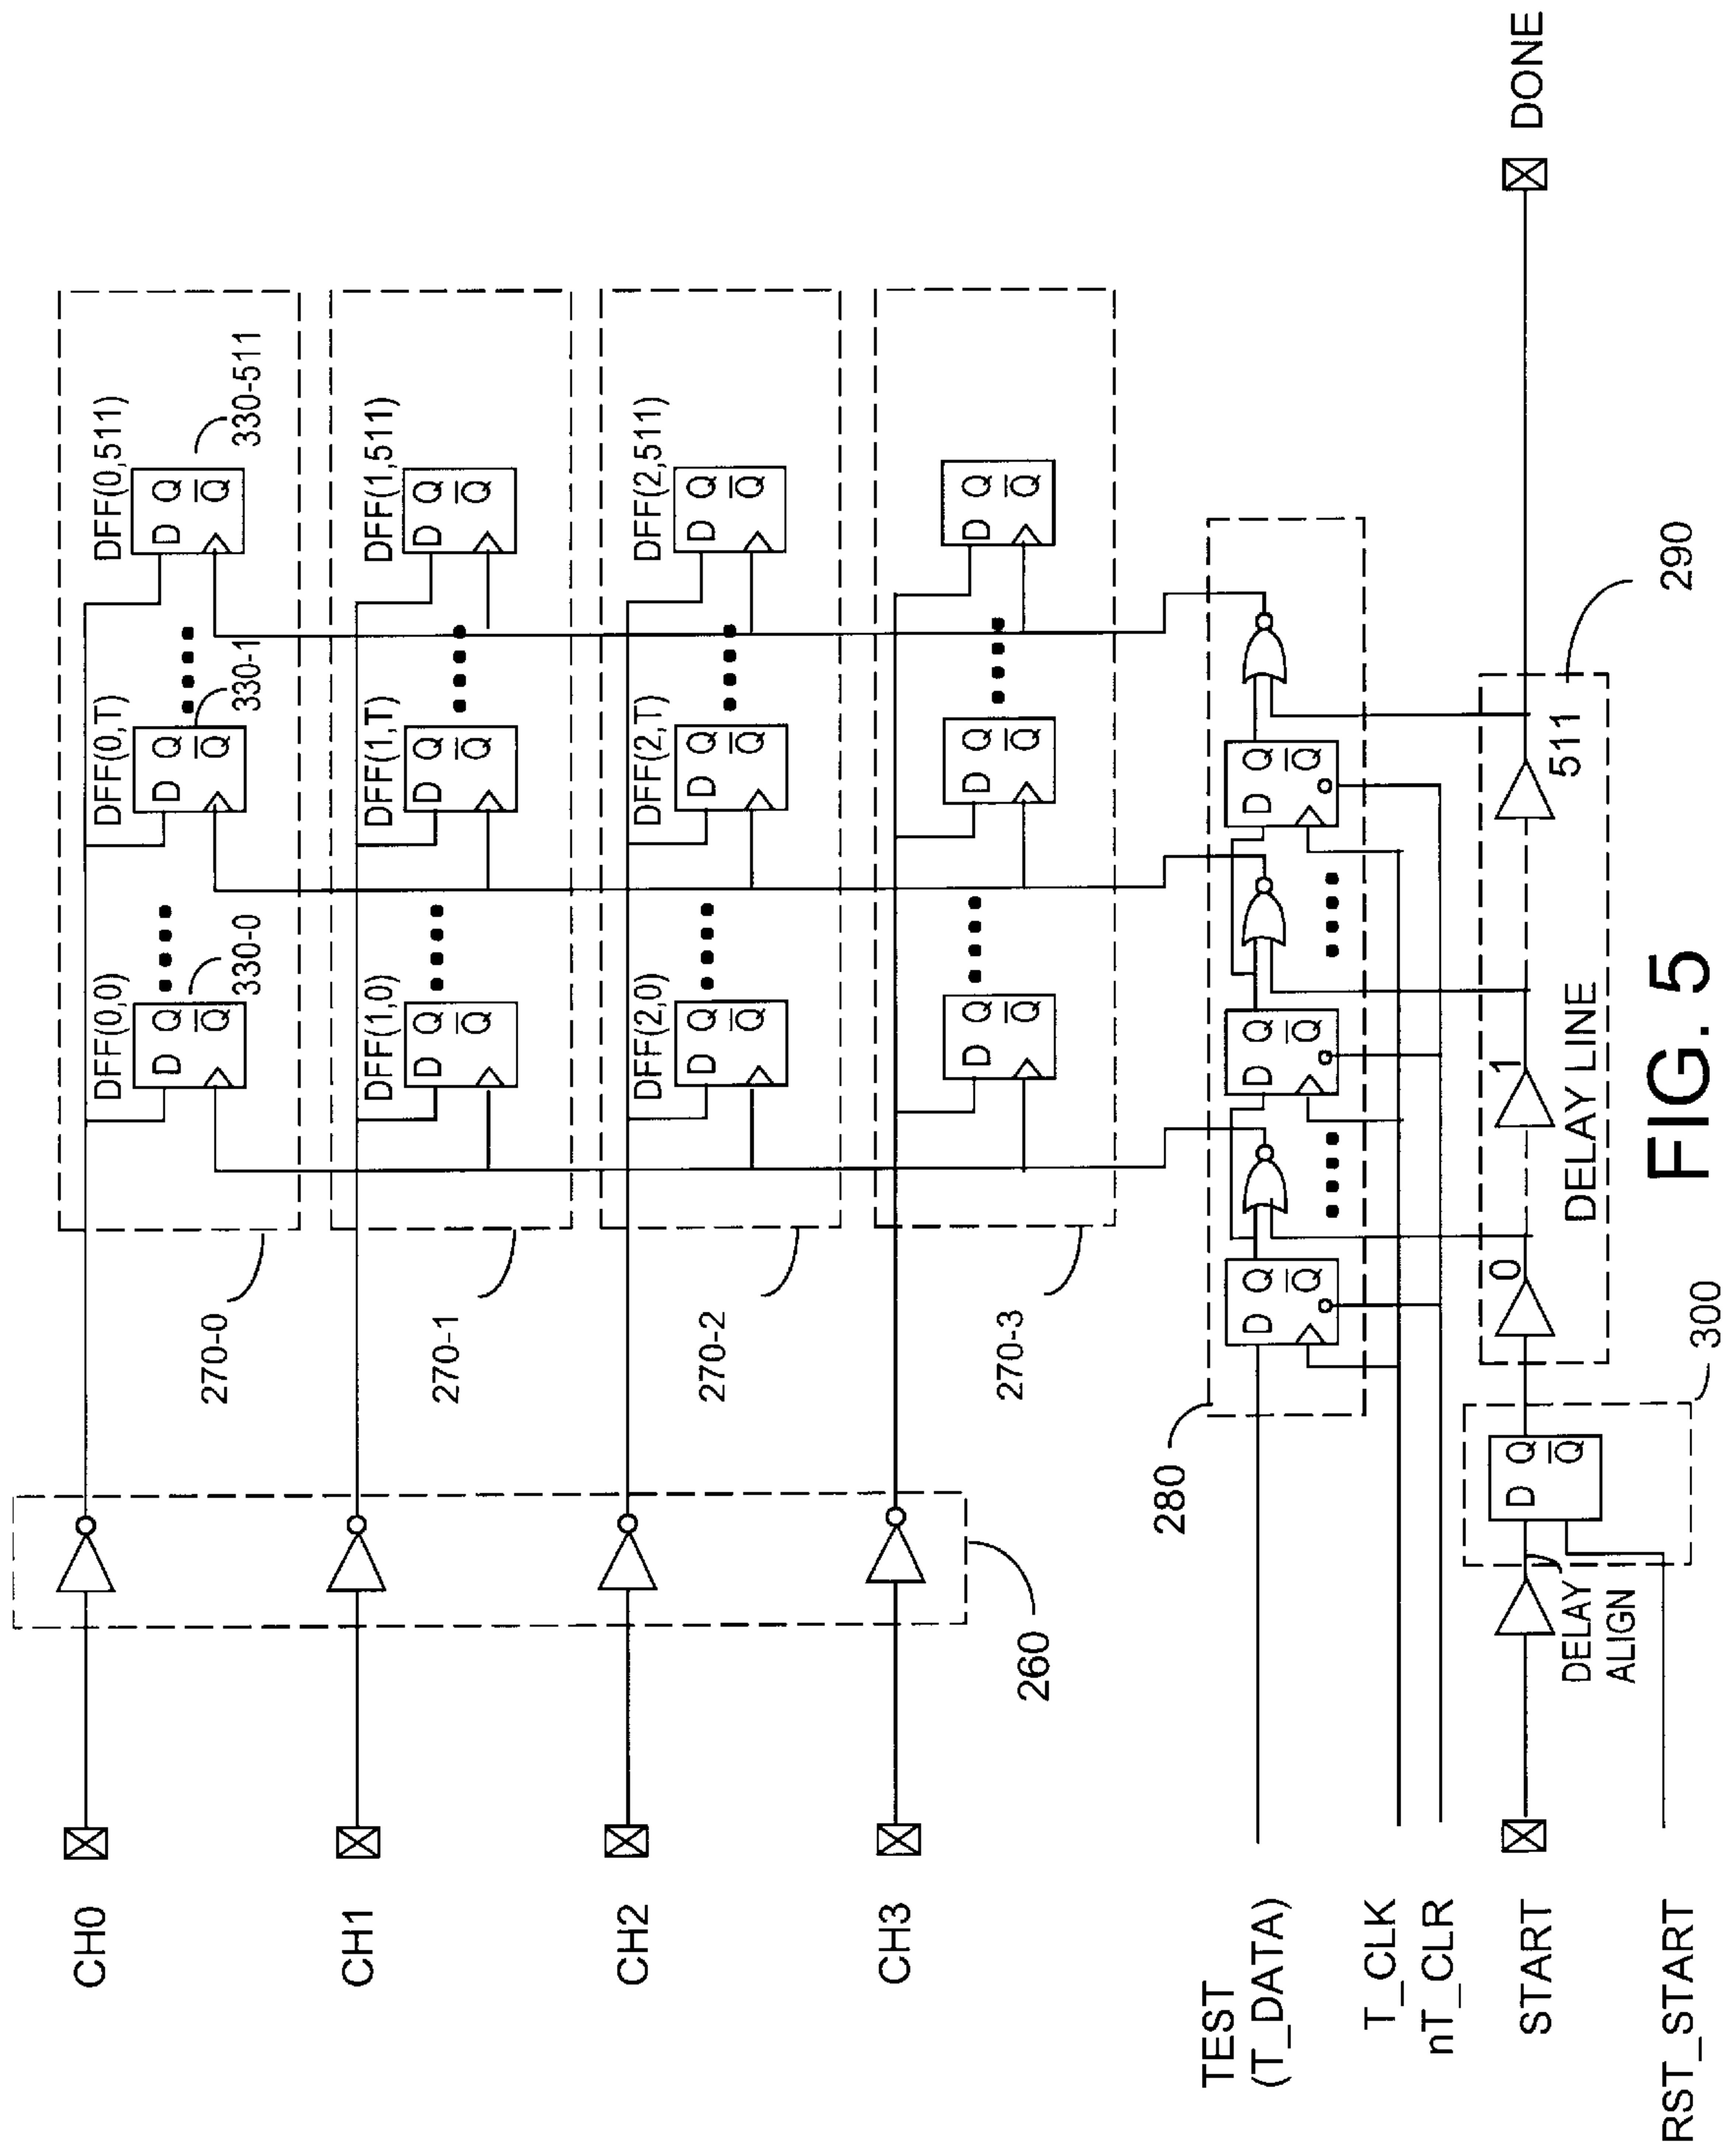 CH0
DFF(0,0)
D Q
Q
330-0
DFF(0,T)
D Q
Q
330-1
DFF(0,511)
D Q
Q
330-511
270-0
CH1
DFF(1,0)
D Q
Q
DFF(1,T)
D Q
Q
DFF(1,511)
D Q
Q
270-1
CH2
DFF(2,0)
D Q
Q
DFF(2,T)
D Q
Q
DFF(2,511)
D Q
Q
270-2
CH3
D Q
Q
D Q
Q
D Q
Q
270-3
260
280
TEST
(T_DATA)
D Q
Q
D Q
Q
D Q
Q
T_CLK
nT_CLR
START
DELAY
ALIGN
D Q
Q
0
1
511
DELAY LINE
290
DONE
RST_START
300
FIG. 5